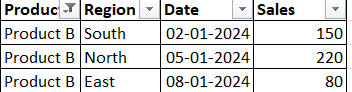 Product Region Date Sales
Product B South 02-01-2024 150
Product B North 05-01-2024 220
Product B East 08-01-2024 80